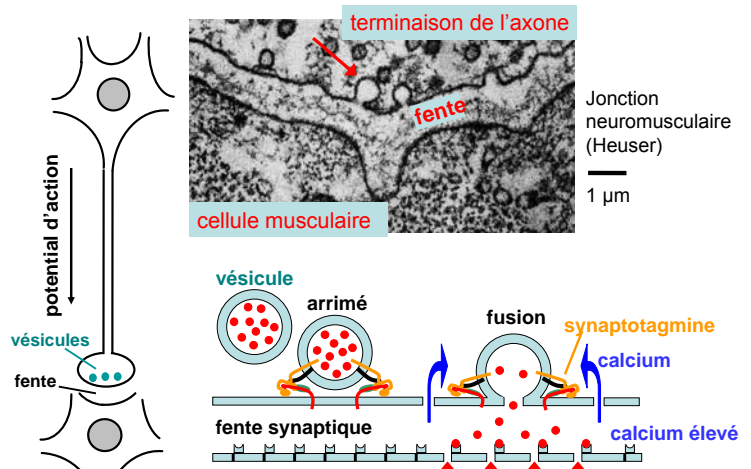 terminaison de l'axone
fente
cellule musculaire
Jonction
neuromusculaire
(Heuser)
1 µm
potential d'action
vésicules
fente
vésicule
arrimé
fusion
synaptotagmine
calcium
fente synaptique
calcium élevé